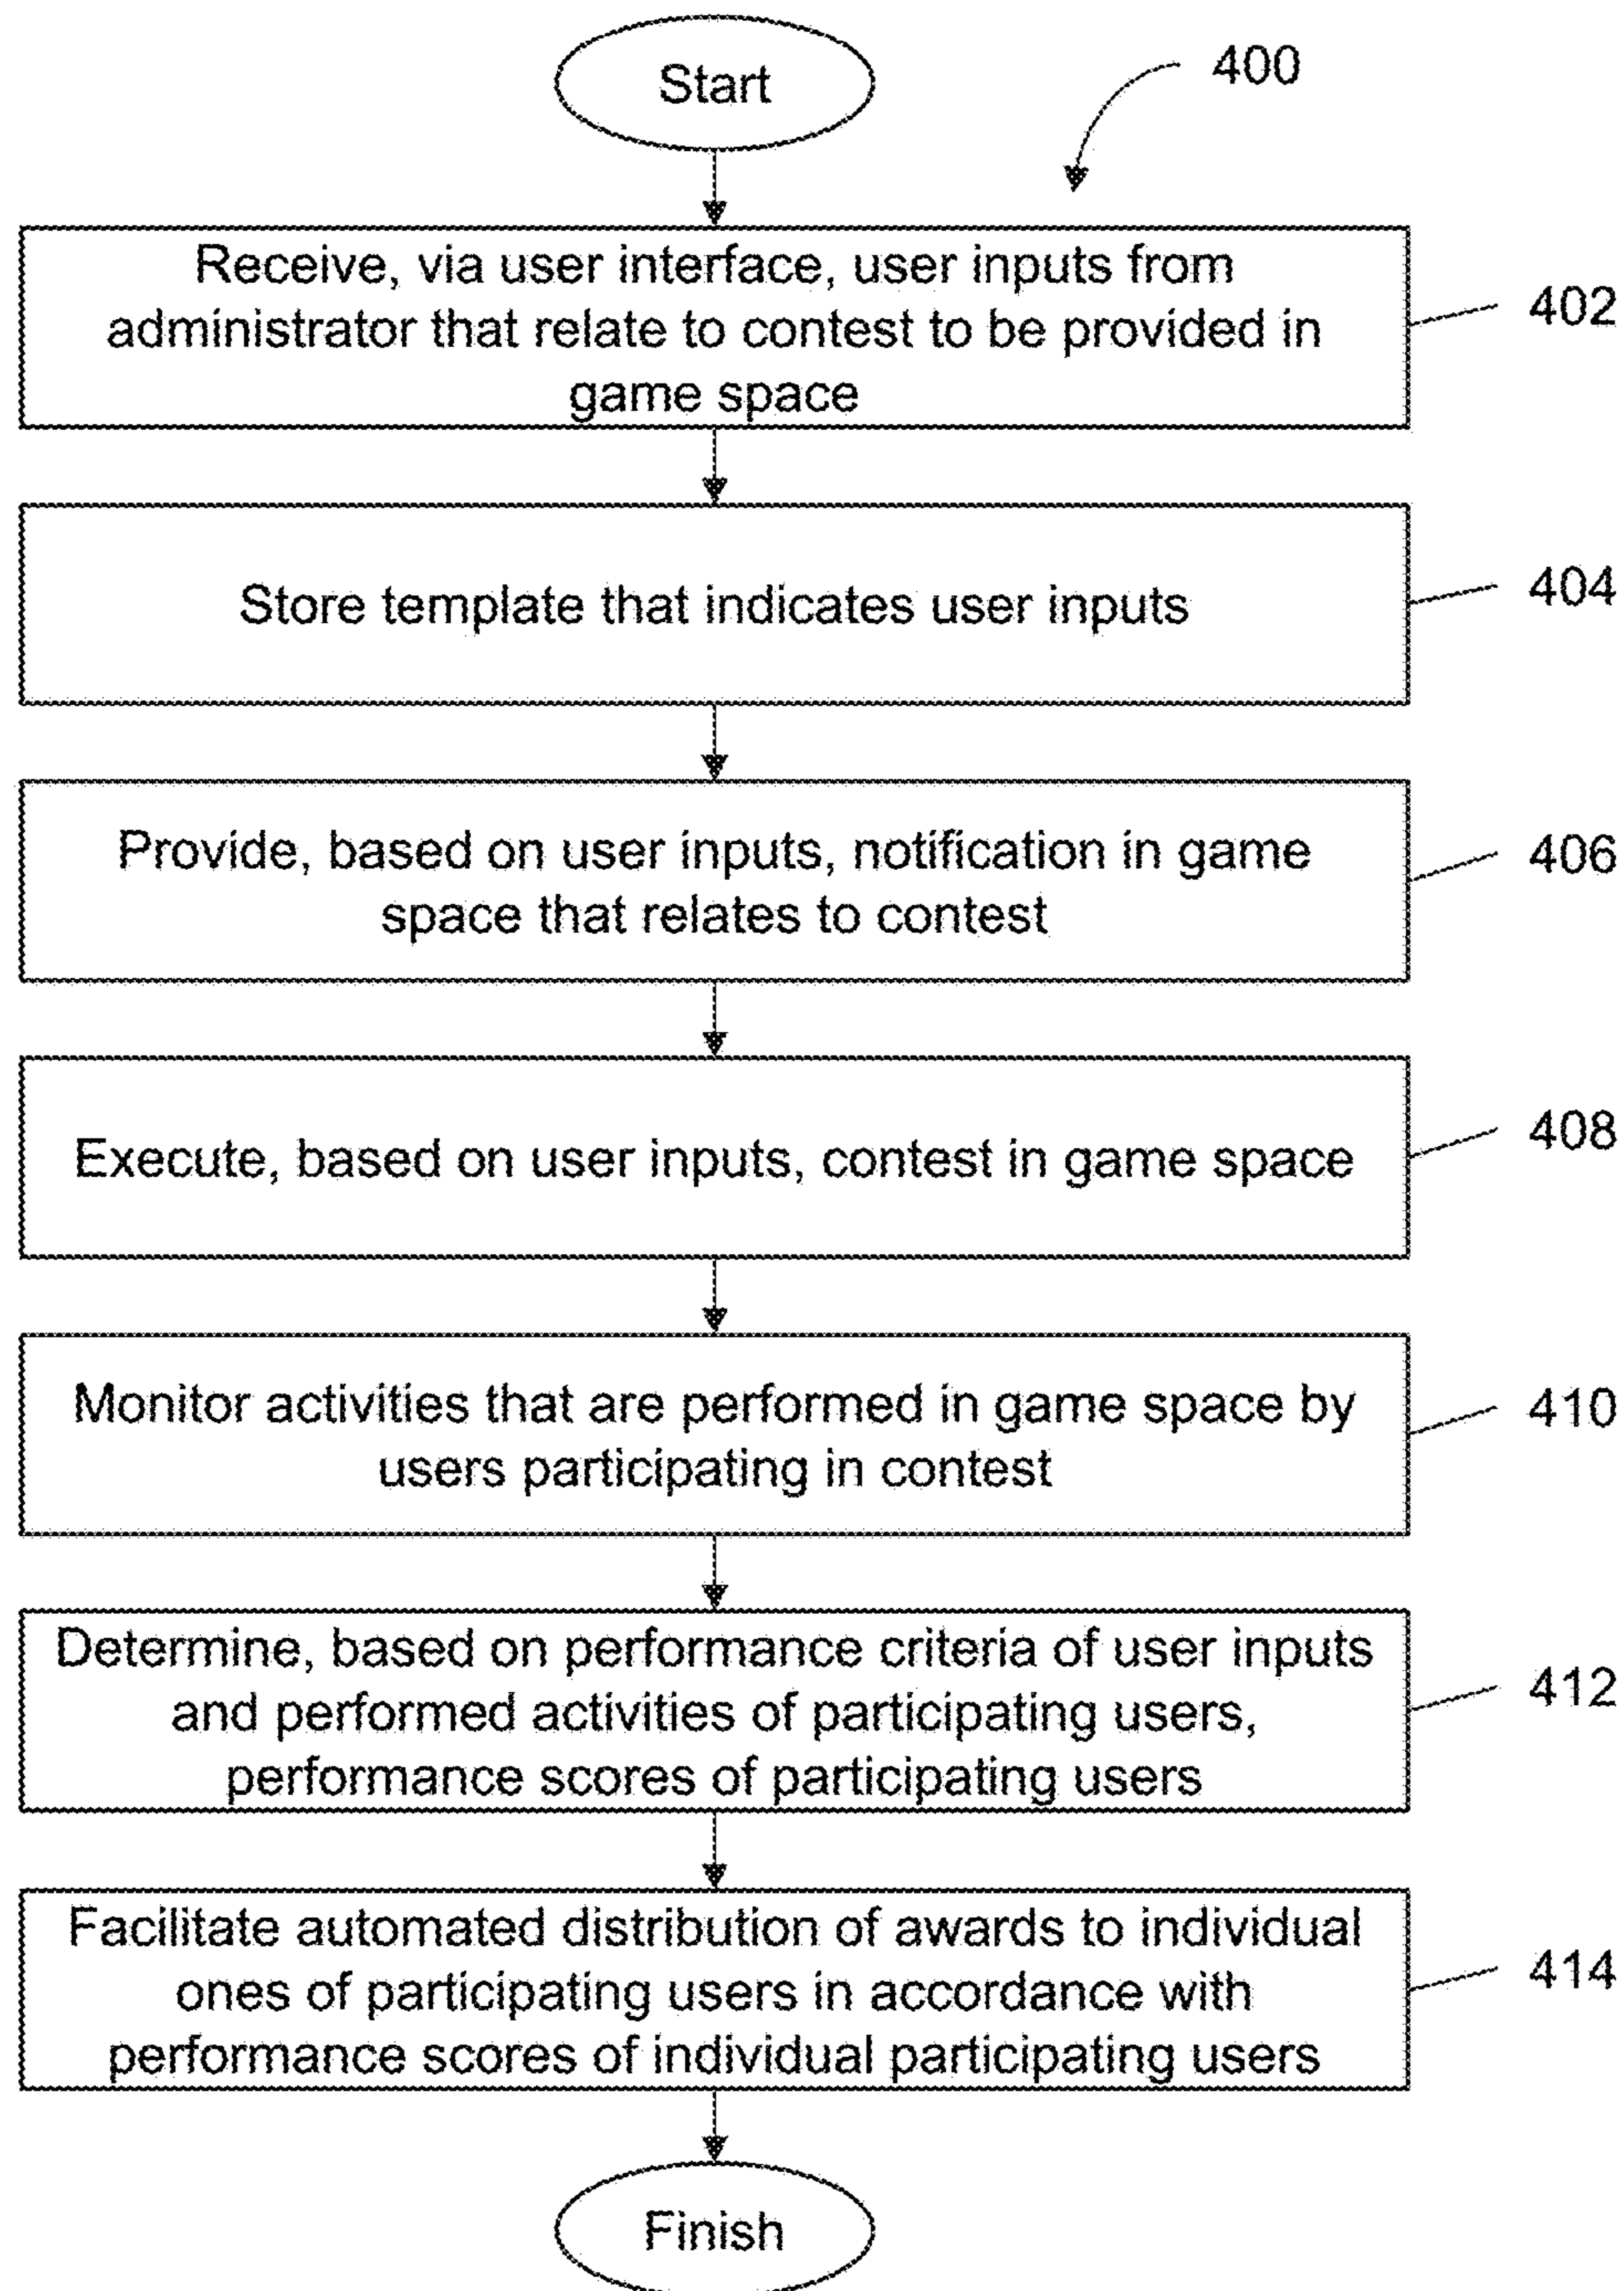 Start
400
Receive, via user interface, user inputs from
administrator that relate to contest to be provided in
game space
402
Store template that indicates user inputs
404
Provide, based on user inputs, notification in game
space that relates to contest
406
Execute, based on user inputs, contest in game space
408
Monitor activities that are performed in game space by
users participating in contest
410
Determine, based on performance criteria of user inputs
and performed activities of participating users,
performance scores of participating users
412
Facilitate automated distribution of awards to individual
ones of participating users in accordance with
performance scores of individual participating users
414
Finish